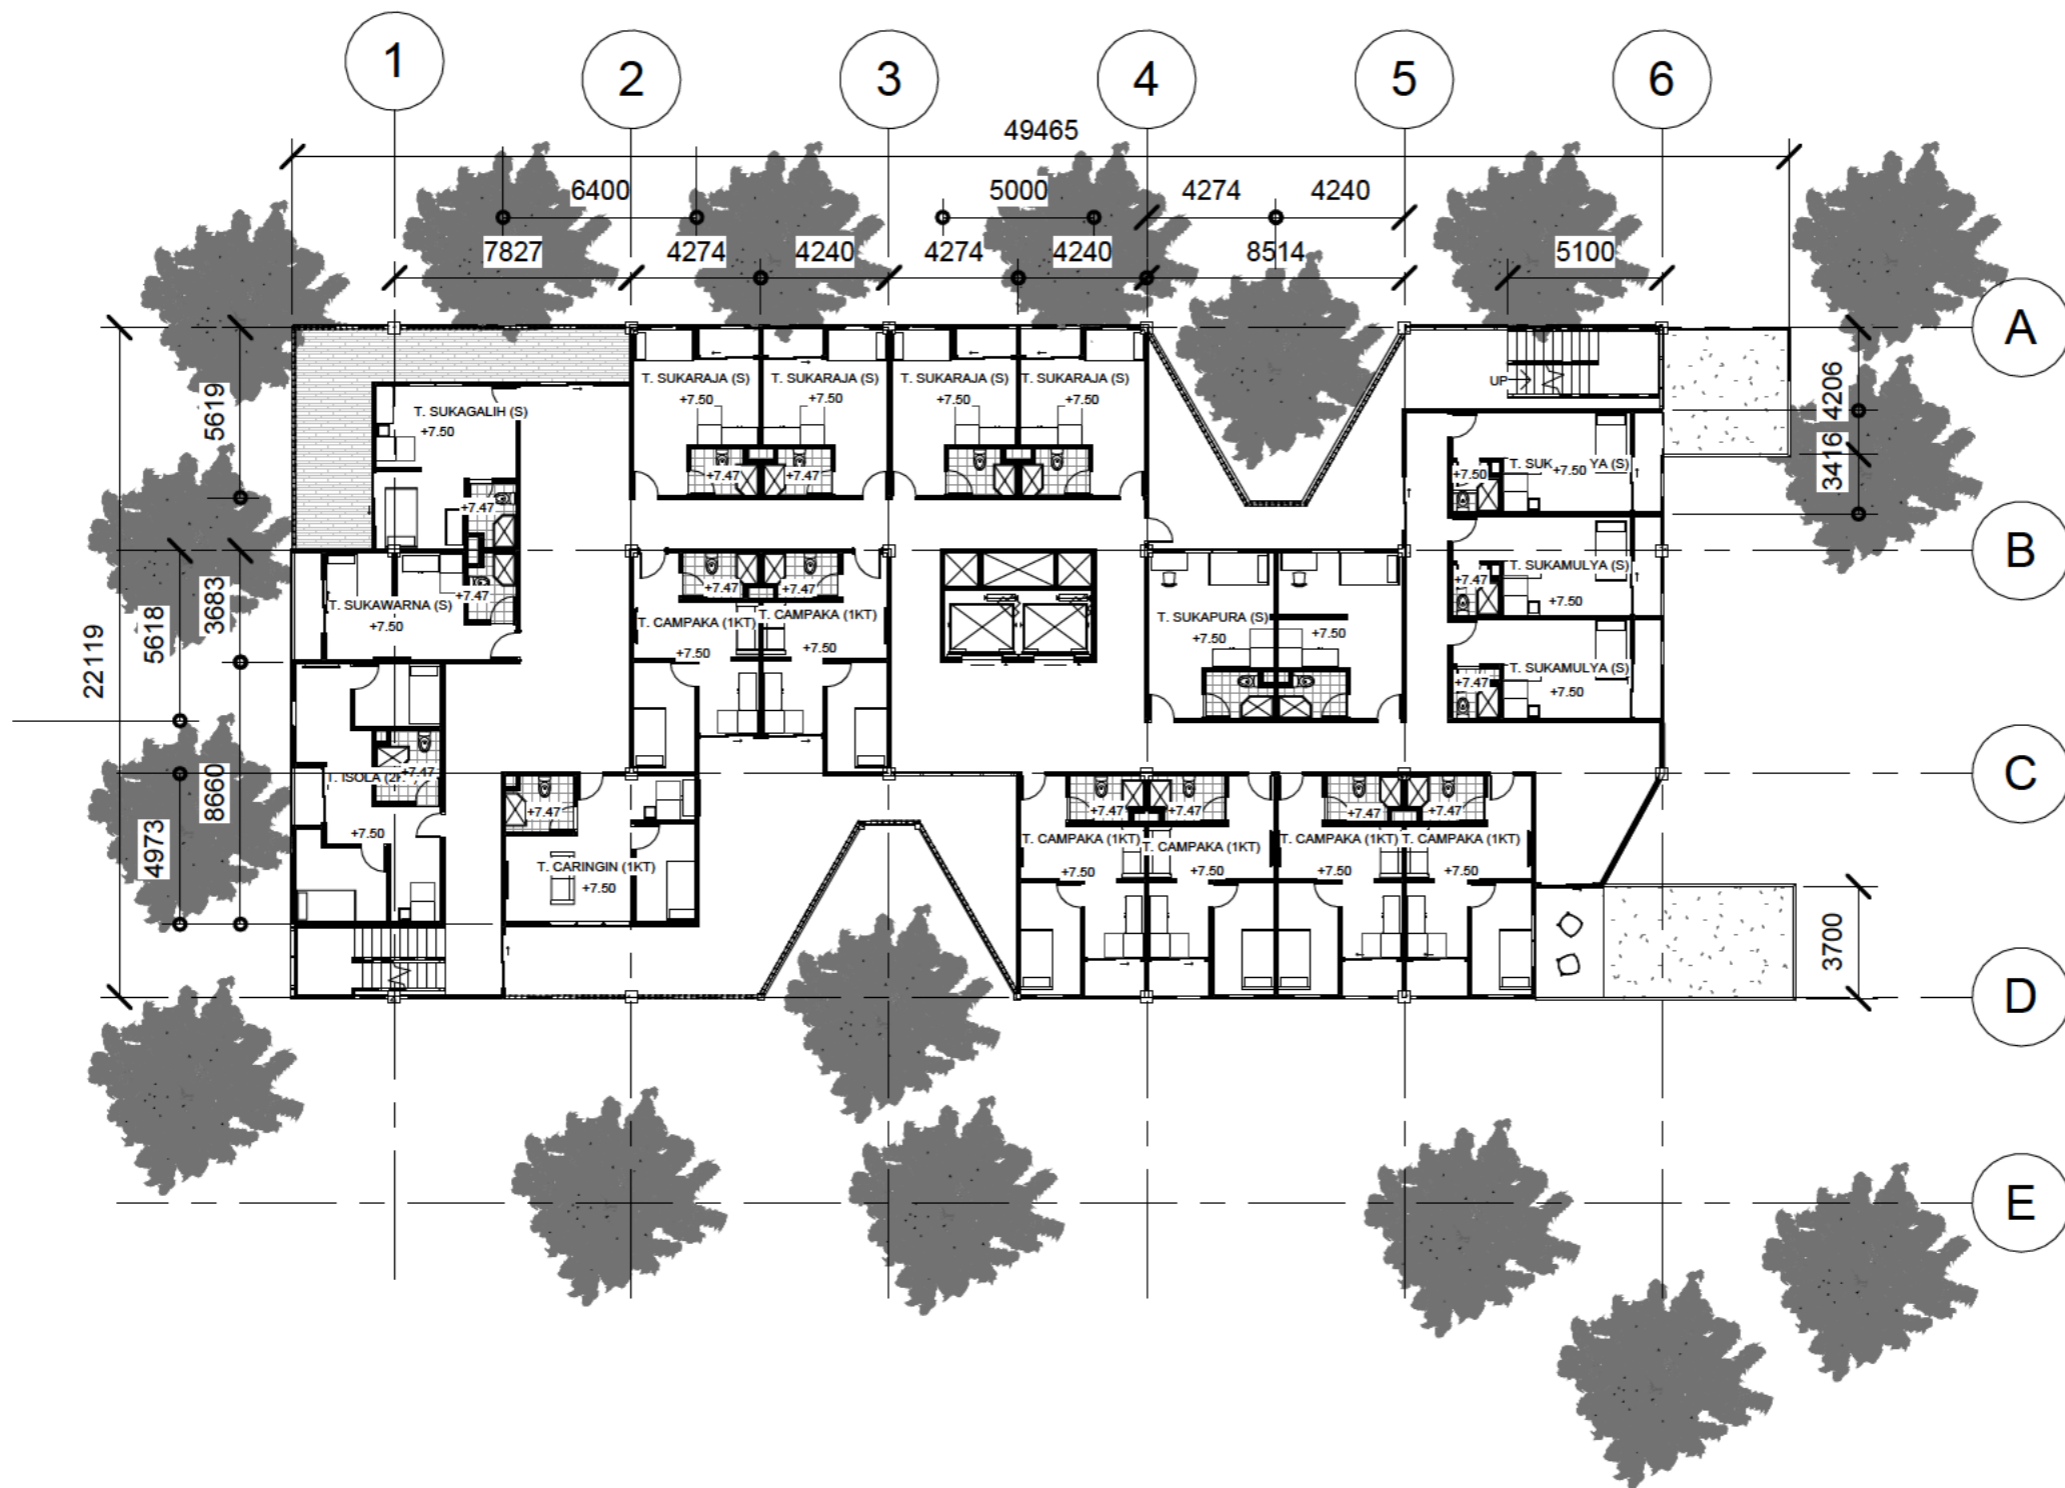 1
2
3
4
5
6
49465
6400
5000
4274
4240
7827
4274
4240
4274
4240
8514
5100
A
B
C
D
E
22119
5619
5618
3683
8660
4973
4206
3416
3700
T. SUKARAJA (S)
+7.50
+7.47
T. SUKARAJA (S)
+7.50
+7.47
T. SUKARAJA (S)
+7.50
T. SUKARAJA (S)
+7.50
UP
T. SUKAGALIH (S)
+7.50
+7.47
T. SUK YA (S)
+7.50
+7.50
T. SUKAWARNA (S)
+7.50
+7.47
T. CAMPAKA (1KT)
+7.50
+7.47
T. CAMPAKA (1KT)
+7.50
+7.47
T. SUKAPURA (S)
+7.50
+7.50
T. SUKAMULYA (S)
+7.50
+7.47
T. SUKAMULYA (S)
+7.50
+7.47
T. ISOLA (2
+7.47
+7.50
+7.47
T. CARINGIN (1KT)
+7.50
+7.47
T. CAMPAKA (1KT)
+7.50
+7.47
T. CAMPAKA (1KT)
+7.50
+7.47
T. CAMPAKA (1KT)
+7.50
+7.47
T. CAMPAKA (1KT)
+7.50